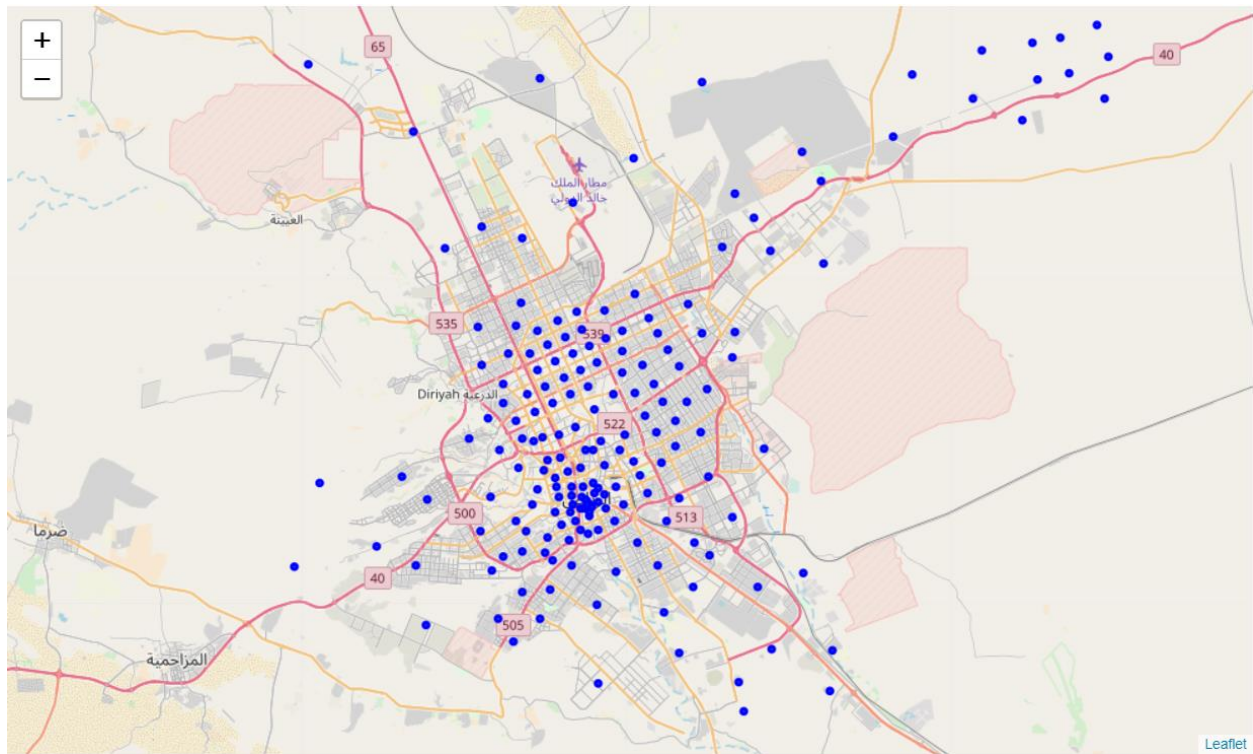 +
−
65
40
مطار الملك
خالد الدولي
العيينة
535
539
Diriyah الدرعية
522
500
513
ضرما
40
505
المزاحمية
Leaflet